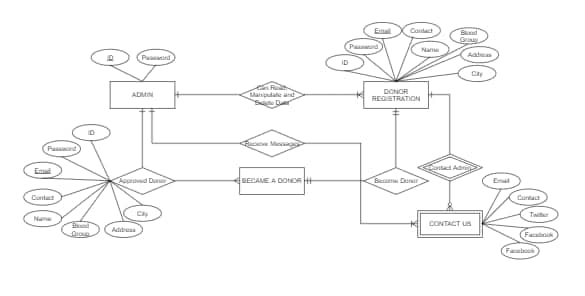 Email
Contact
Blood
Group
Password
Name
Address
ID
Password
ID
City
ADMIN
Can Read
Manipulate and
Delete Data
DONOR
REGISTRATION
ID
Password
Receive Messages
Email
Approved Donor
BECAME A DONOR
Become Donor
Contact Admin
Email
Contact
Contact
Name
City
Twitter
Blood
Group
Address
CONTACT US
Facebook
Facebook